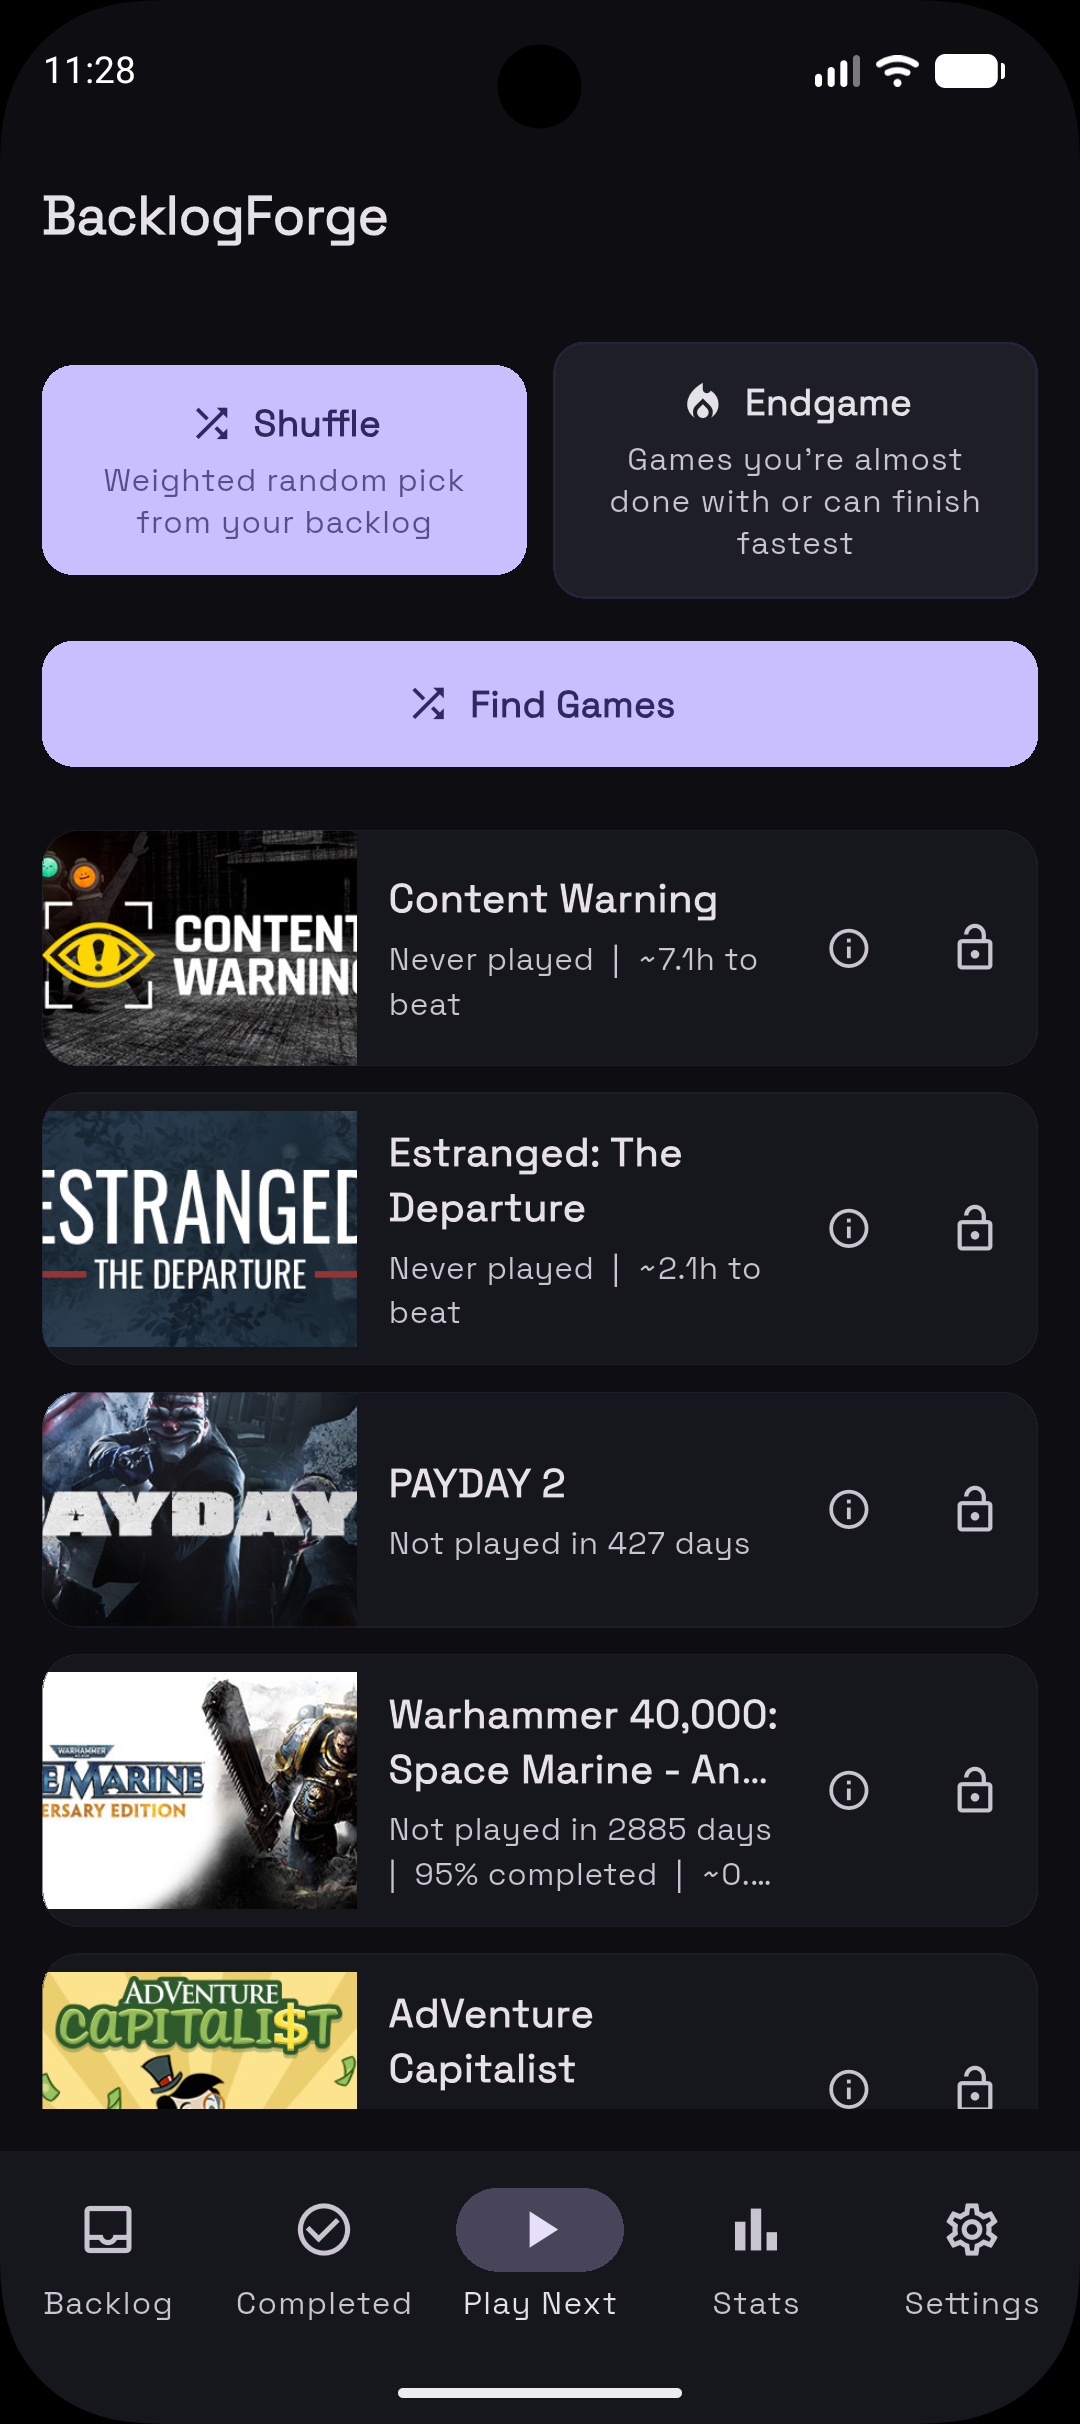 11:28
BacklogForge
Shuffle
Weighted random pick
from your backlog
Endgame
Games you're almost
done with or can finish
fastest
Find Games
CONTENT
WARNING
Content Warning
Never played | ~7.1h to
beat
ESTRANGED
THE DEPARTURE
Estranged: The
Departure
Never played | ~2.1h to
beat
AYDAY
PAYDAY 2
Not played in 427 days
WARHAMMER
EMARINE
ERSARY EDITION
Warhammer 40,000:
Space Marine - An…
Not played in 2885 days
| 95% completed | ~0.…
ADVENTURE
CAPITALI$T
AdVenture
Capitalist
Backlog
Completed
Play Next
Stats
Settings